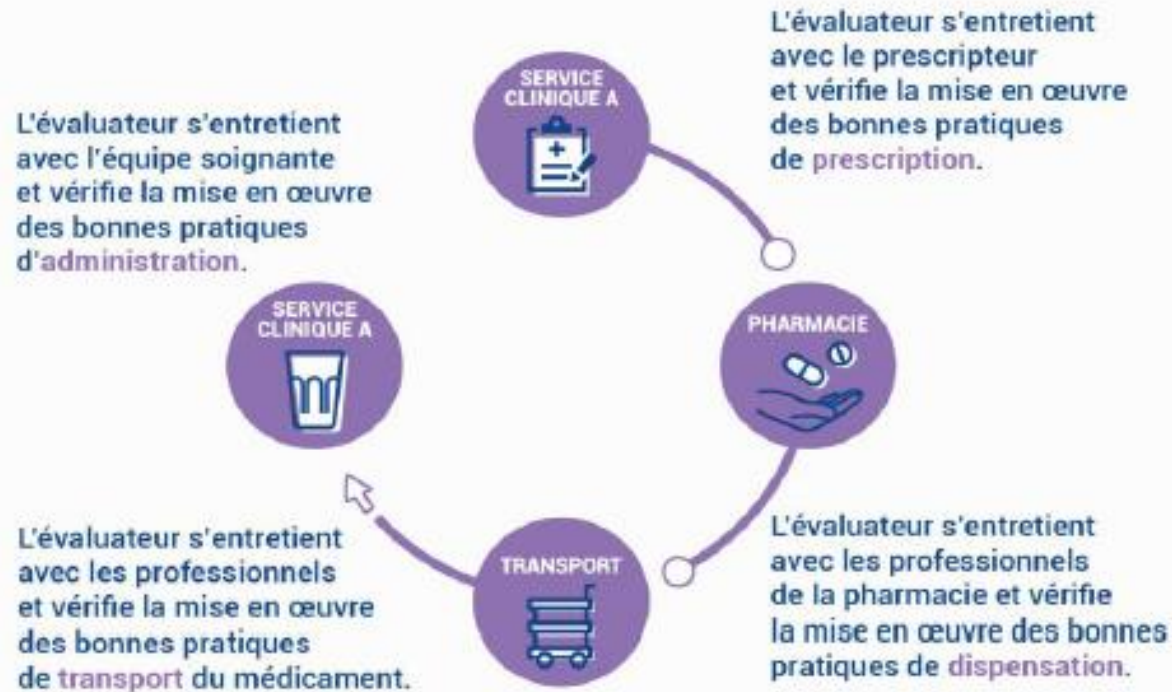 SERVICE
CLINIQUE A
L'évaluateur s'entretient
avec le prescripteur
et vérifie la mise en œuvre
des bonnes pratiques
de prescription.
PHARMACIE
L'évaluateur s'entretient
avec les professionnels
de la pharmacie et vérifie
la mise en œuvre des bonnes
pratiques de dispensation.
TRANSPORT
L'évaluateur s'entretient
avec les professionnels
et vérifie la mise en œuvre
des bonnes pratiques
de transport du médicament.
SERVICE
CLINIQUE A
L'évaluateur s'entretient
avec l'équipe soignante
et vérifie la mise en œuvre
des bonnes pratiques
d'administration.